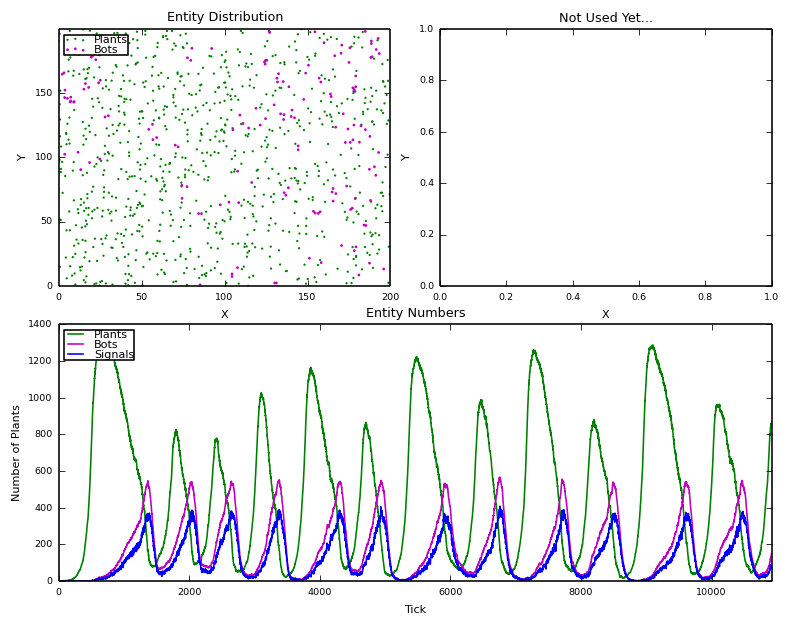 Entity Distribution
Plants
Bots
Y
150
100
50
0
0 50 100 150 200
X
Not Used Yet...
Y
1.0
0.8
0.6
0.4
0.2
0.0
0.0 0.2 0.4 0.6 0.8 1.0
X
Entity Numbers
Plants
Bots
Signals
Number of Plants
1400
1200
1000
800
600
400
200
0
0 2000 4000 6000 8000 10000
Tick